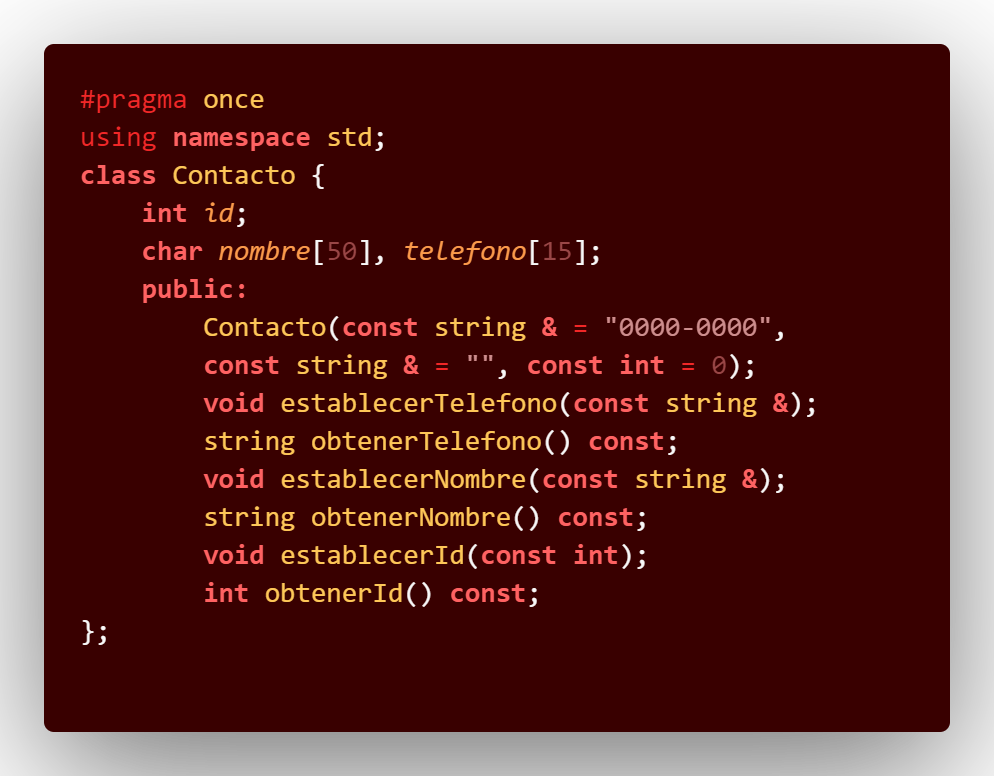 #pragma once
using namespace std;
class Contacto {
    int id;
    char nombre[50], telefono[15];
    public:
        Contacto(const string & = "0000-0000",
        const string & = "", const int = 0);
        void establecerTelefono(const string &);
        string obtenerTelefono() const;
        void establecerNombre(const string &);
        string obtenerNombre() const;
        void establecerId(const int);
        int obtenerId() const;
};